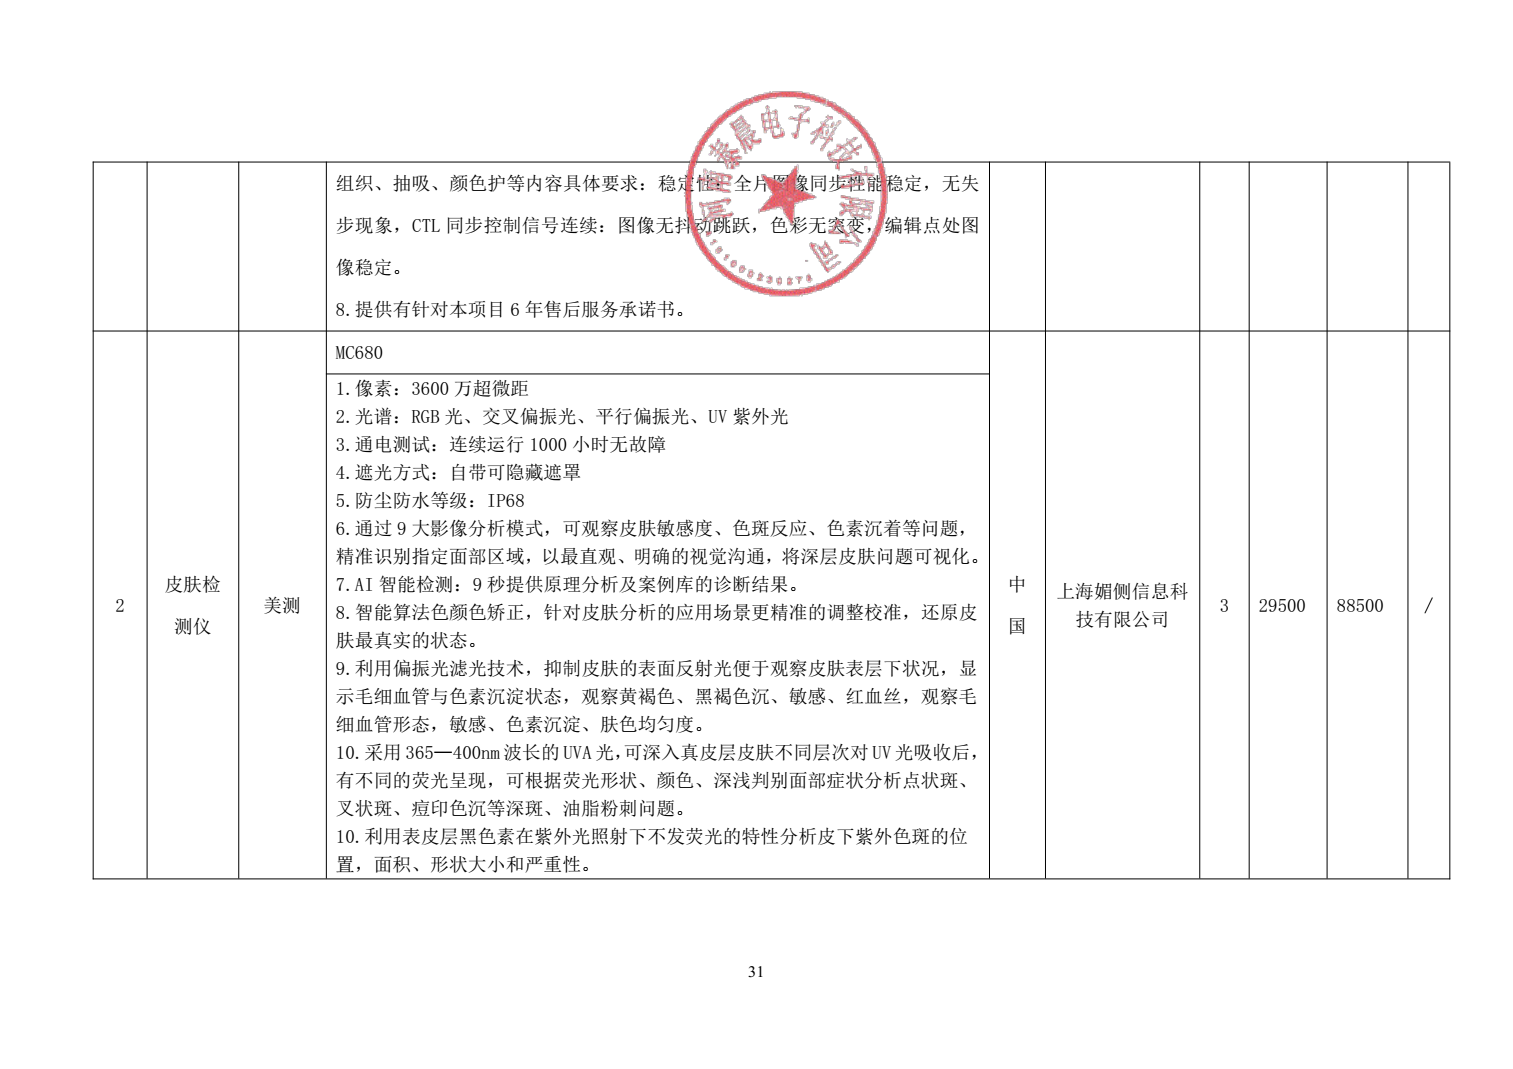 河南泰晨电子科技有限公司
组织、抽吸、颜色护等内容具体要求：稳定性：全片图像同步性能稳定，无失
步现象，CTL 同步控制信号连续：图像无抖动跳跃，色彩无突变，编辑点处图
像稳定。
8.提供有针对本项目 6 年售后服务承诺书。
2
皮肤检
测仪
美测
MC680
1.像素：3600 万超微距
2.光谱：RGB 光、交叉偏振光、平行偏振光、UV 紫外光
3.通电测试：连续运行 1000 小时无故障
4.遮光方式：自带可隐藏遮罩
5.防尘防水等级：IP68
6.通过 9 大影像分析模式，可观察皮肤敏感度、色斑反应、色素沉着等问题，
精准识别指定面部区域，以最直观、明确的视觉沟通，将深层皮肤问题可视化。
7.AI 智能检测：9 秒提供原理分析及案例库的诊断结果。
8.智能算法色颜色矫正，针对皮肤分析的应用场景更精准的调整校准，还原皮
肤最真实的状态。
9.利用偏振光滤光技术，抑制皮肤的表面反射光便于观察皮肤表层下状况，显
示毛细血管与色素沉淀状态，观察黄褐色、黑褐色沉、敏感、红血丝，观察毛
细血管形态，敏感、色素沉淀、肤色均匀度。
10.采用 365—400nm 波长的 UVA 光，可深入真皮层皮肤不同层次对 UV 光吸收后，
有不同的荧光呈现，可根据荧光形状、颜色、深浅判别面部症状分析点状斑、
叉状斑、痘印色沉等深斑、油脂粉刺问题。
10.利用表皮层黑色素在紫外光照射下不发荧光的特性分析皮下紫外色斑的位
置，面积、形状大小和严重性。
中
国
上海媚侧信息科
技有限公司
3
29500
88500
/
31